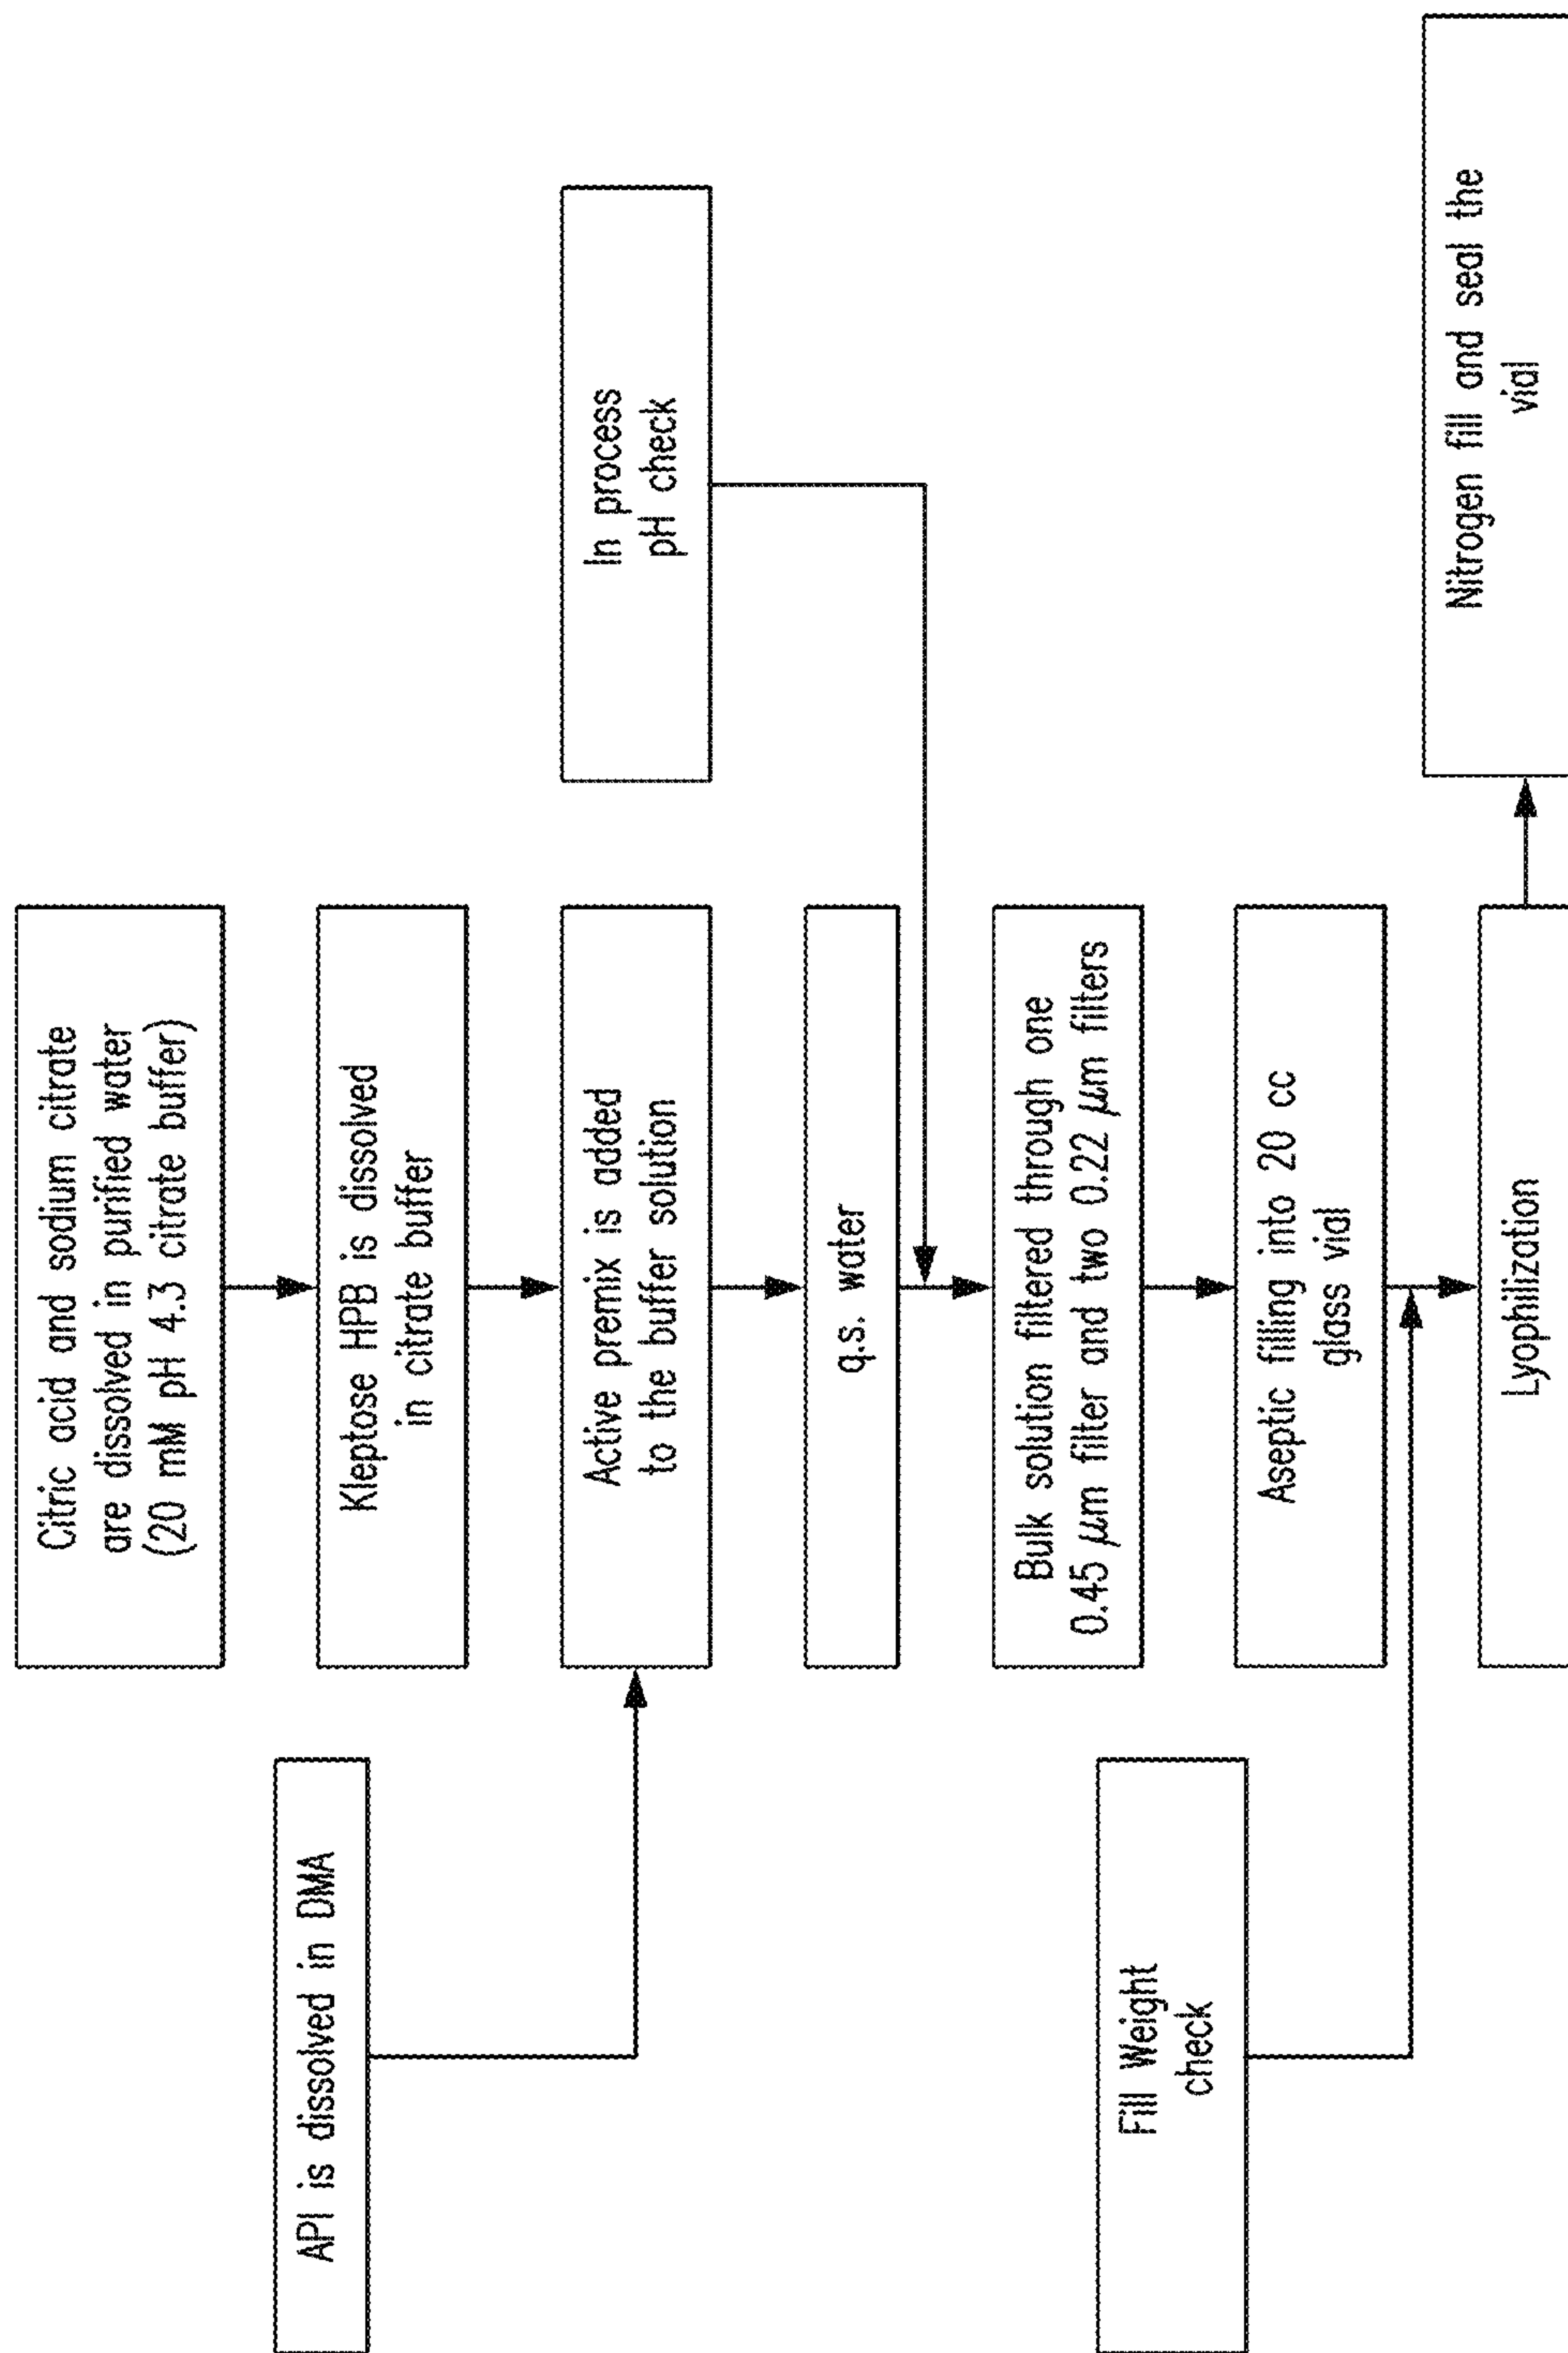 Citric acid and sodium citrate
are dissolved in purified water
(20 mM pH 4.3 citrate buffer)
API is dissolved in DMA
Kleptose HPB is dissolved
in citrate buffer
Active premix is added
to the buffer solution
In process
pH check
q.s. water
Bulk solution filtered through one
0.45 μm filter and two 0.22 μm filters
Fill Weight
check
Aseptic filling into 20 cc
glass vial
Lyophilization
Nitrogen fill and seal the
vial